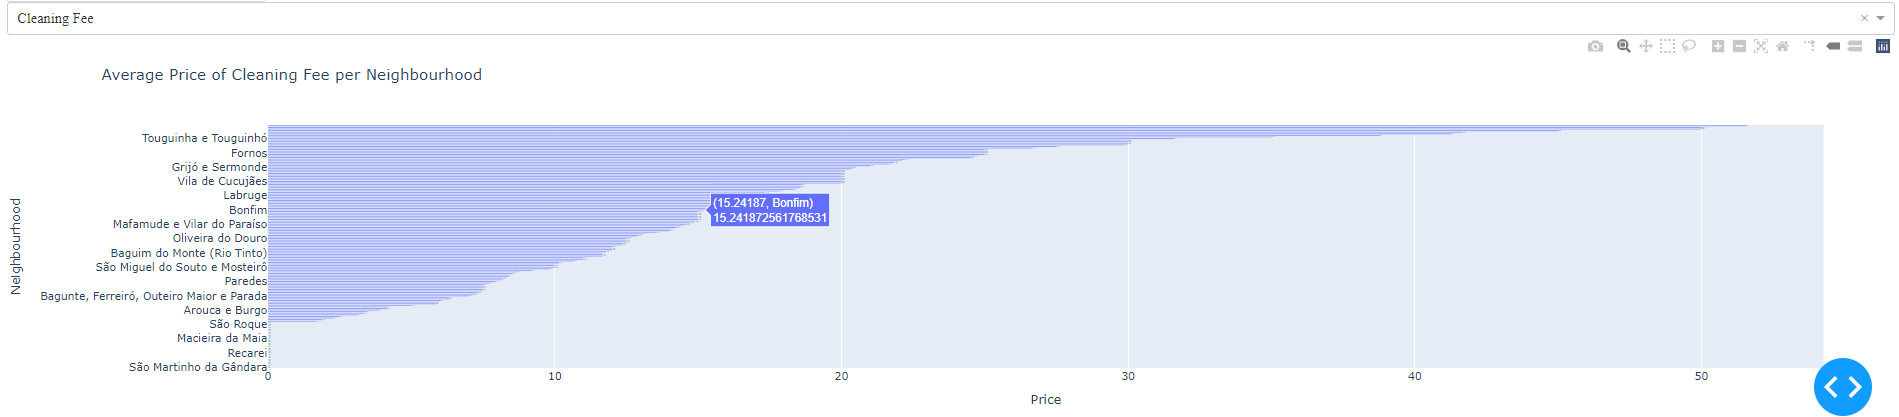 Cleaning Fee
Average Price of Cleaning Fee per Neighbourhood
Neighbourhood
Touguinha e Touguinhó
Fornos
Grijó e Sermonde
Vila de Cucujães
Labruge
Bonfim
Mafamude e Vilar do Paraíso
Oliveira do Douro
Baguim do Monte (Rio Tinto)
São Miguel do Souto e Mosteirô
Paredes
Bagunte, Ferreiró, Outeiro Maior e Parada
Arouca e Burgo
São Roque
Macieira da Maia
Recarei
São Martinho da Gândara
(15.24187, Bonfim)
15.241872561768531
0 10 20 30 40 50
Price